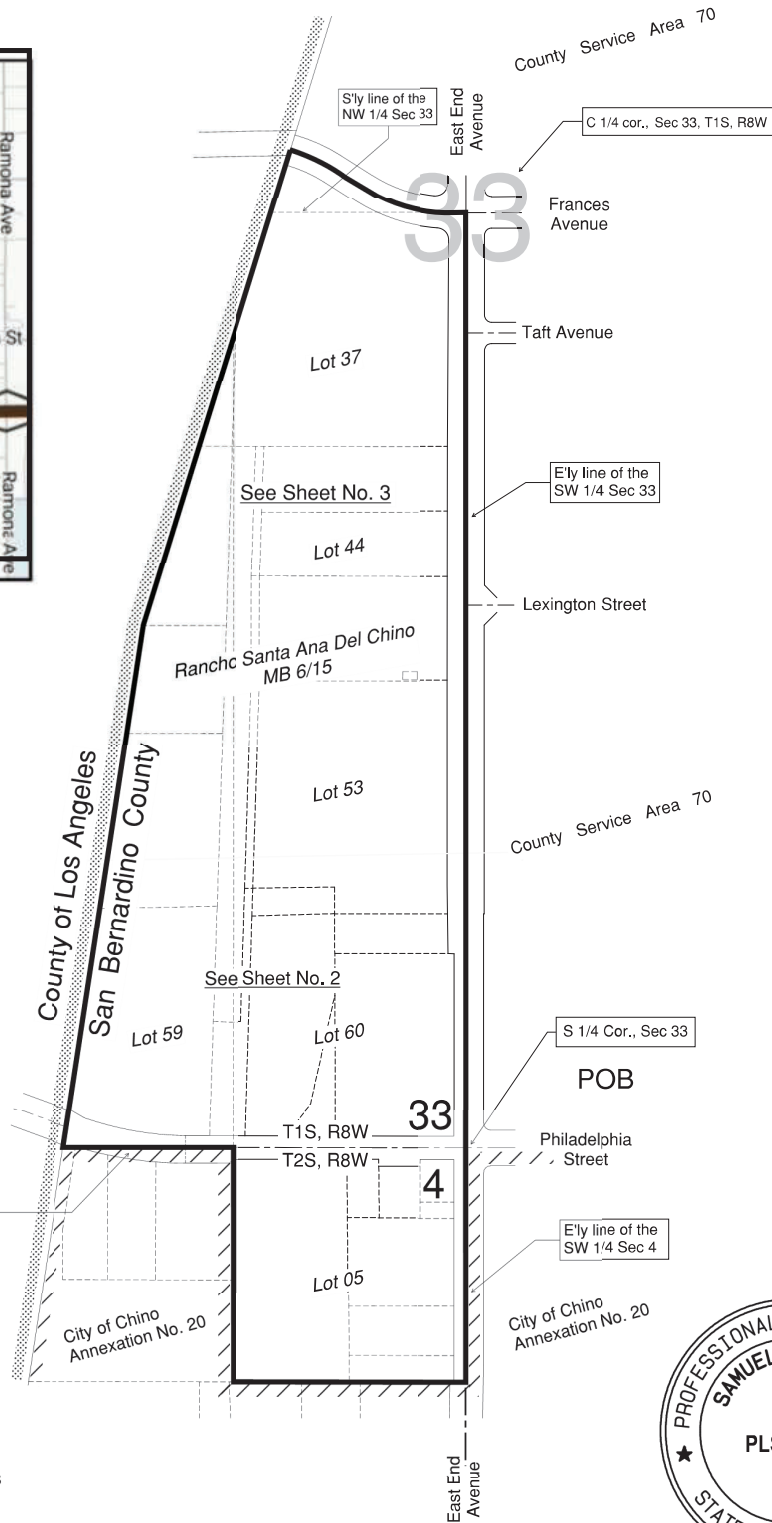 County Service Area 70
S'ly line of the
NW 1/4 Sec 33
East End
Avenue
C 1/4 cor., Sec 33, T1S, R8W
33
Frances
Avenue
Ramona Ave
St
Ramona Ave
Taft Avenue
Lot 37
E'ly line of the
SW 1/4 Sec 33
See Sheet No. 3
Lot 44
Lexington Street
Rancho Santa Ana Del Chino
MB 6/15
County of Los Angeles
San Bernardino County
Lot 53
County Service Area 70
See Sheet No. 2
Lot 59
Lot 60
S 1/4 Cor., Sec 33
POB
33
T1S, R8W
T2S, R8W
Philadelphia
Street
4
E'ly line of the
SW 1/4 Sec 4
Lot 05
City of Chino
Annexation No. 20
City of Chino
Annexation No. 20
PROFESSIONAL
SAMUEL
PLS
STATE
East End
Avenue